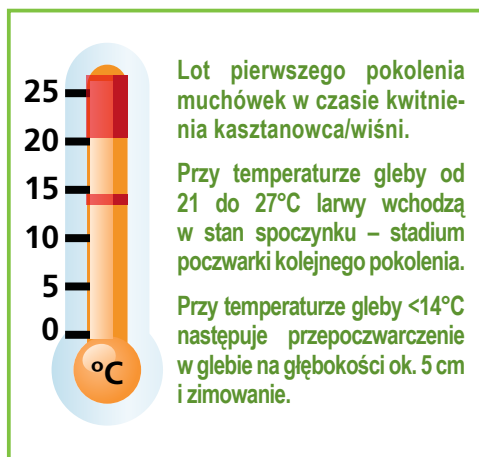 25
20
15
10
5
0
ºC
Lot pierwszego pokolenia
muchówek w czasie kwitnie-
nia kasztanowca/wiśni.
Przy temperaturze gleby od
21 do 27°C larwy wchodzą
w stan spoczynku – stadium
poczwarki kolejnego pokolenia.
Przy temperaturze gleby <14°C
następuje przepoczwarczenie
w glebie na głębokości ok. 5 cm
i zimowanie.